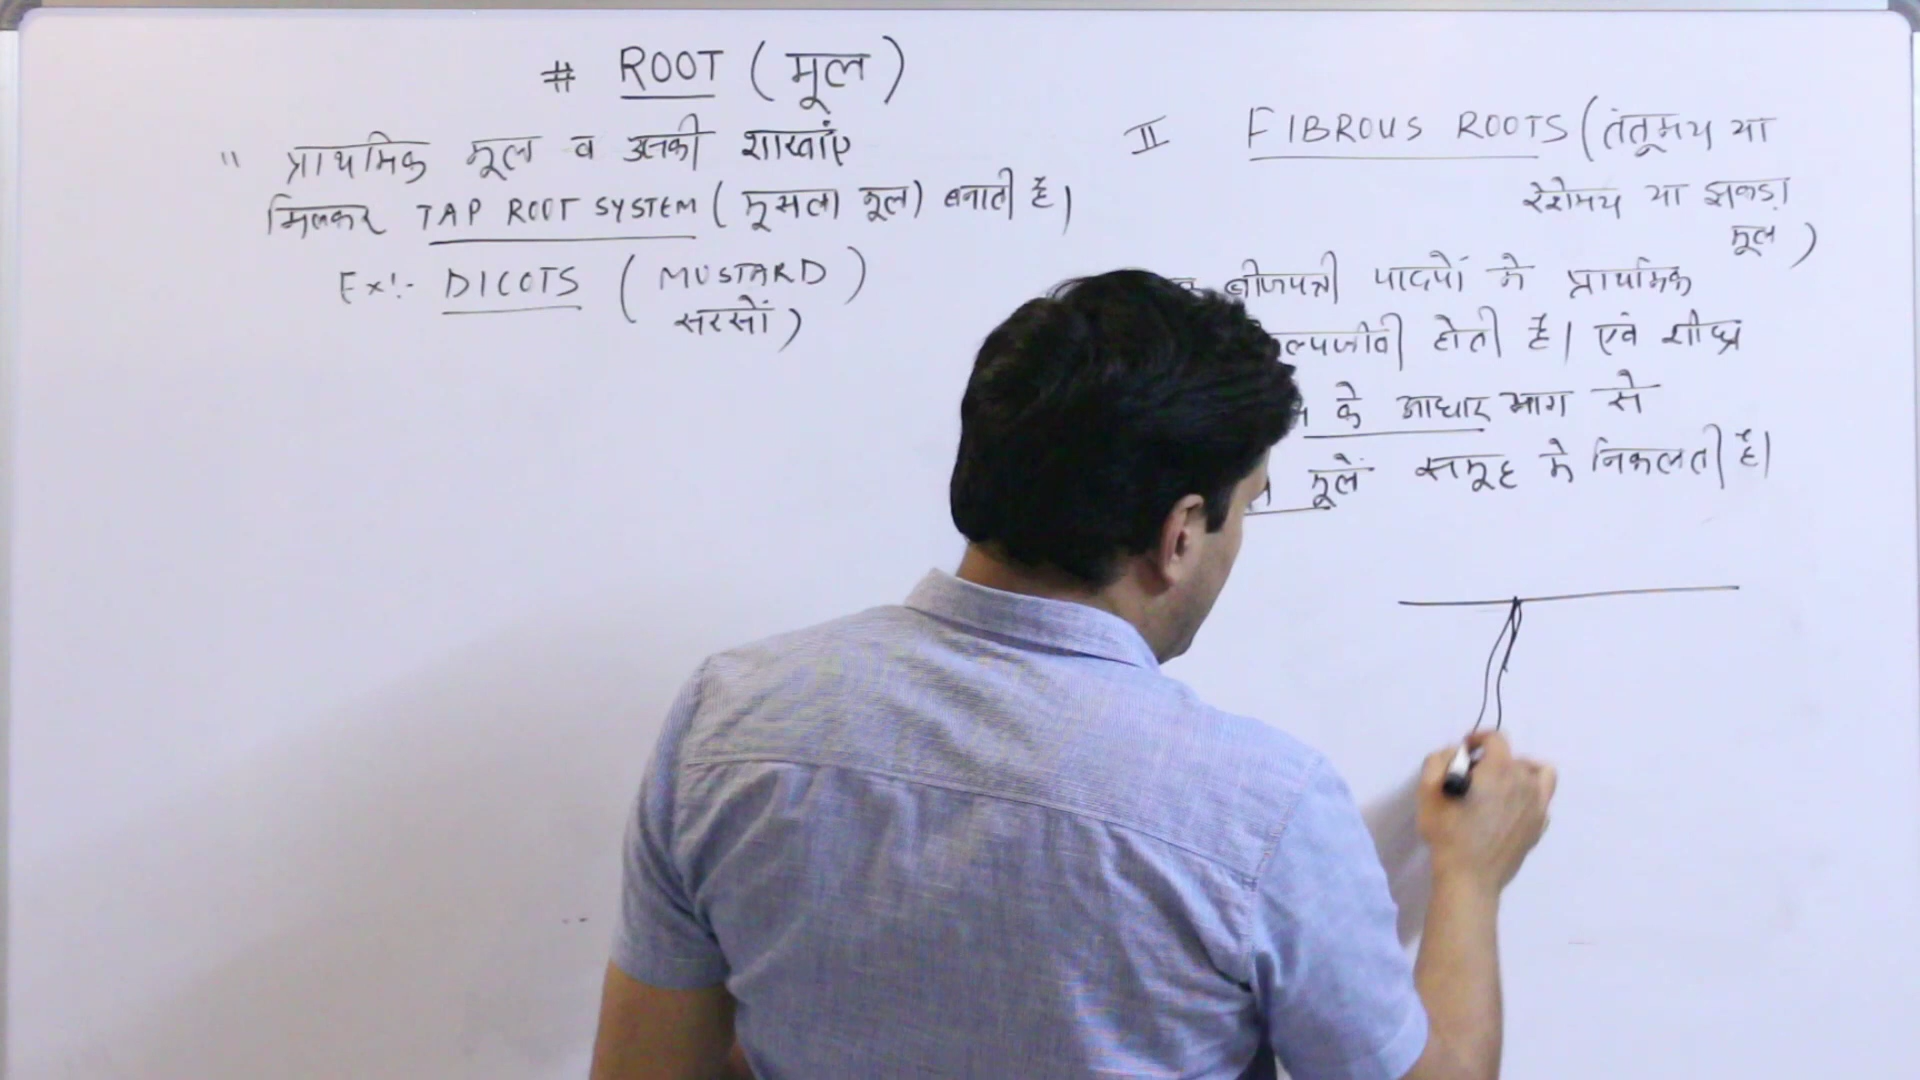 # ROOT (मूल)
" प्राथमिक मूल व उसकी शाखाएं
मिलकर TAP ROOT SYSTEM (मूसला मूल) बनाती है।
Ex:- DICOTS (MUSTARD
सरसों)
II FIBROUS ROOTS (तंतूमय या
रेशेमय या झकड़ा
मूल)
बीजपत्री पादपों मे प्राथमिक
ल्पजीवी होती है। एवं शीघ्र
के आधार भाग से
मूलें समूह मे निकलती है।